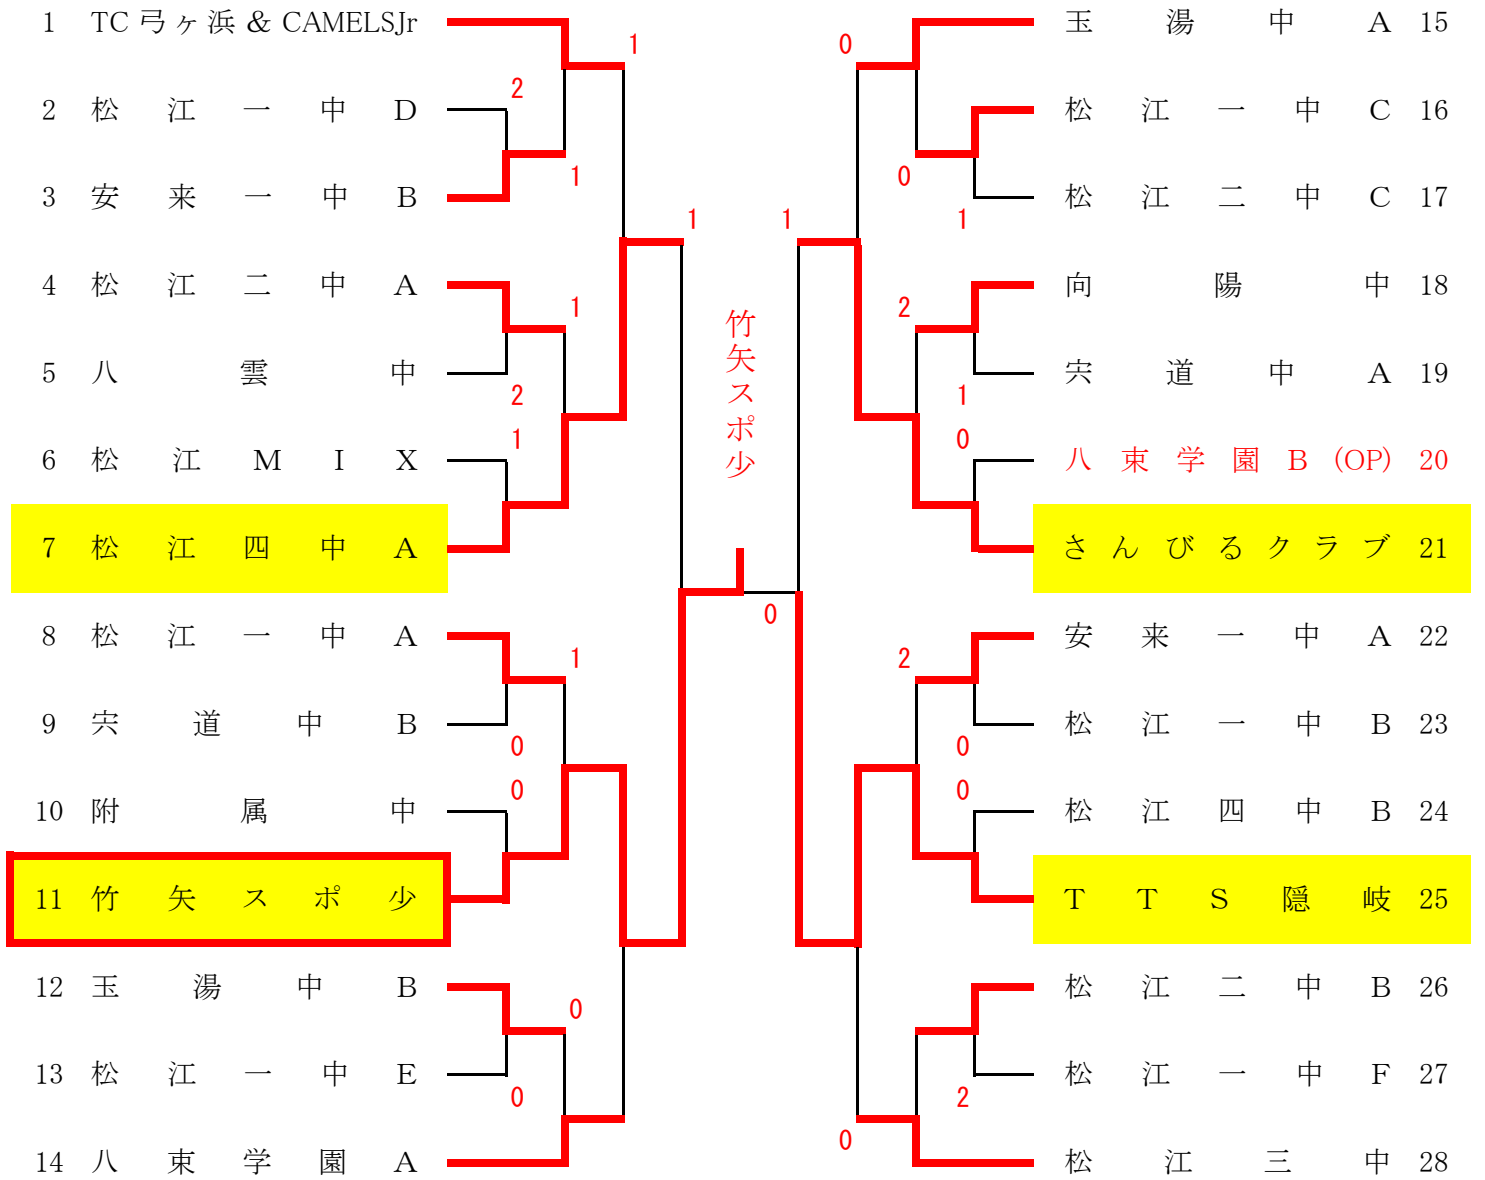 1 TC弓ヶ浜&CAMELSJr
2 松江一中D
3 安来一中B
4 松江二中A
5 八雲中
6 松江MIX
7 松江四中A
8 松江一中A
9 宍道中B
10 附属中
11 竹矢スポ少
12 玉湯中B
13 松江一中E
14 八束学園A
2
1
1
1
2
1
1
0
0
0
0
1
竹矢スポ少
0
1
0
0
1
2
1
0
2
0
0
2
0
玉湯中A 15
松江一中C 16
松江二中C 17
向陽中 18
宍道中A 19
八束学園B(OP) 20
さんびるクラブ 21
安来一中A 22
松江一中B 23
松江四中B 24
TTS隠岐 25
松江二中B 26
松江一中F 27
松江三中 28